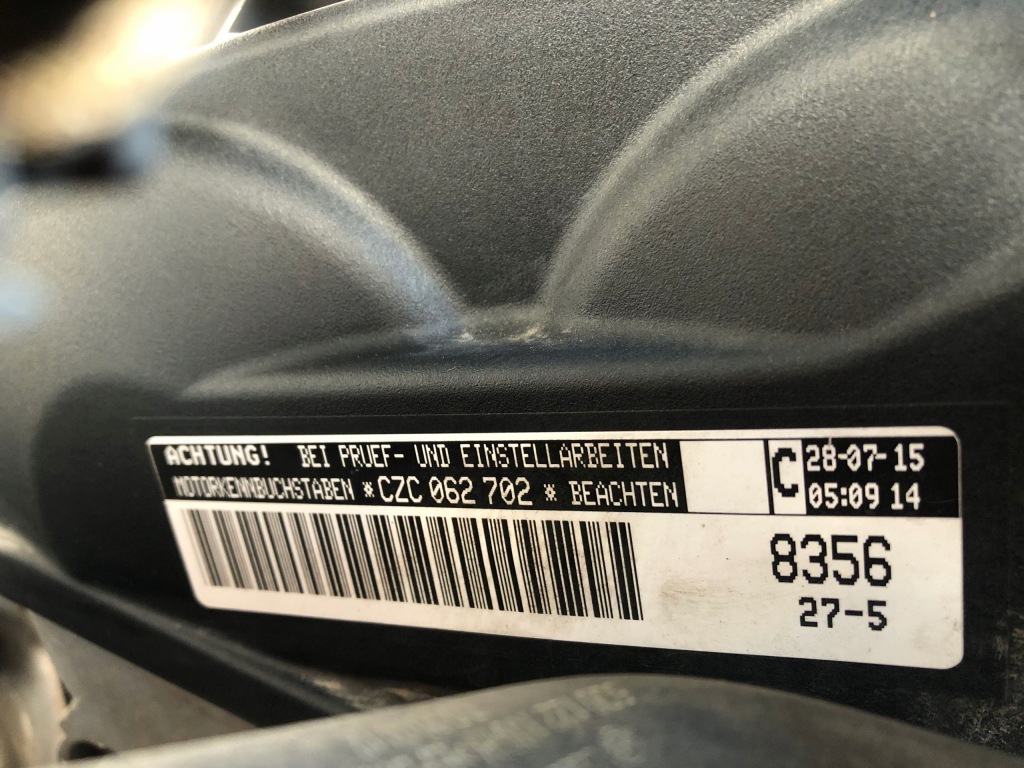 ACHTUNG! BEI PRUEF- UND EINSTELLARBEITEN
MOTORKENNBUCHSTABEN *CZC 062 702 * BEACHTEN
C
28-07-15
05:09 14
8356
27-5